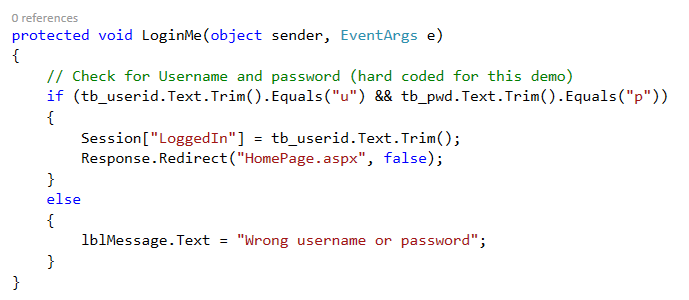 0 references
protected void LoginMe(object sender, EventArgs e)
{
    // Check for Username and password (hard coded for this demo)
    if (tb_userid.Text.Trim().Equals("u") && tb_pwd.Text.Trim().Equals("p"))
    {
        Session["LoggedIn"] = tb_userid.Text.Trim();
        Response.Redirect("HomePage.aspx", false);
    }
    else
    {
        lblMessage.Text = "Wrong username or password";
    }
}